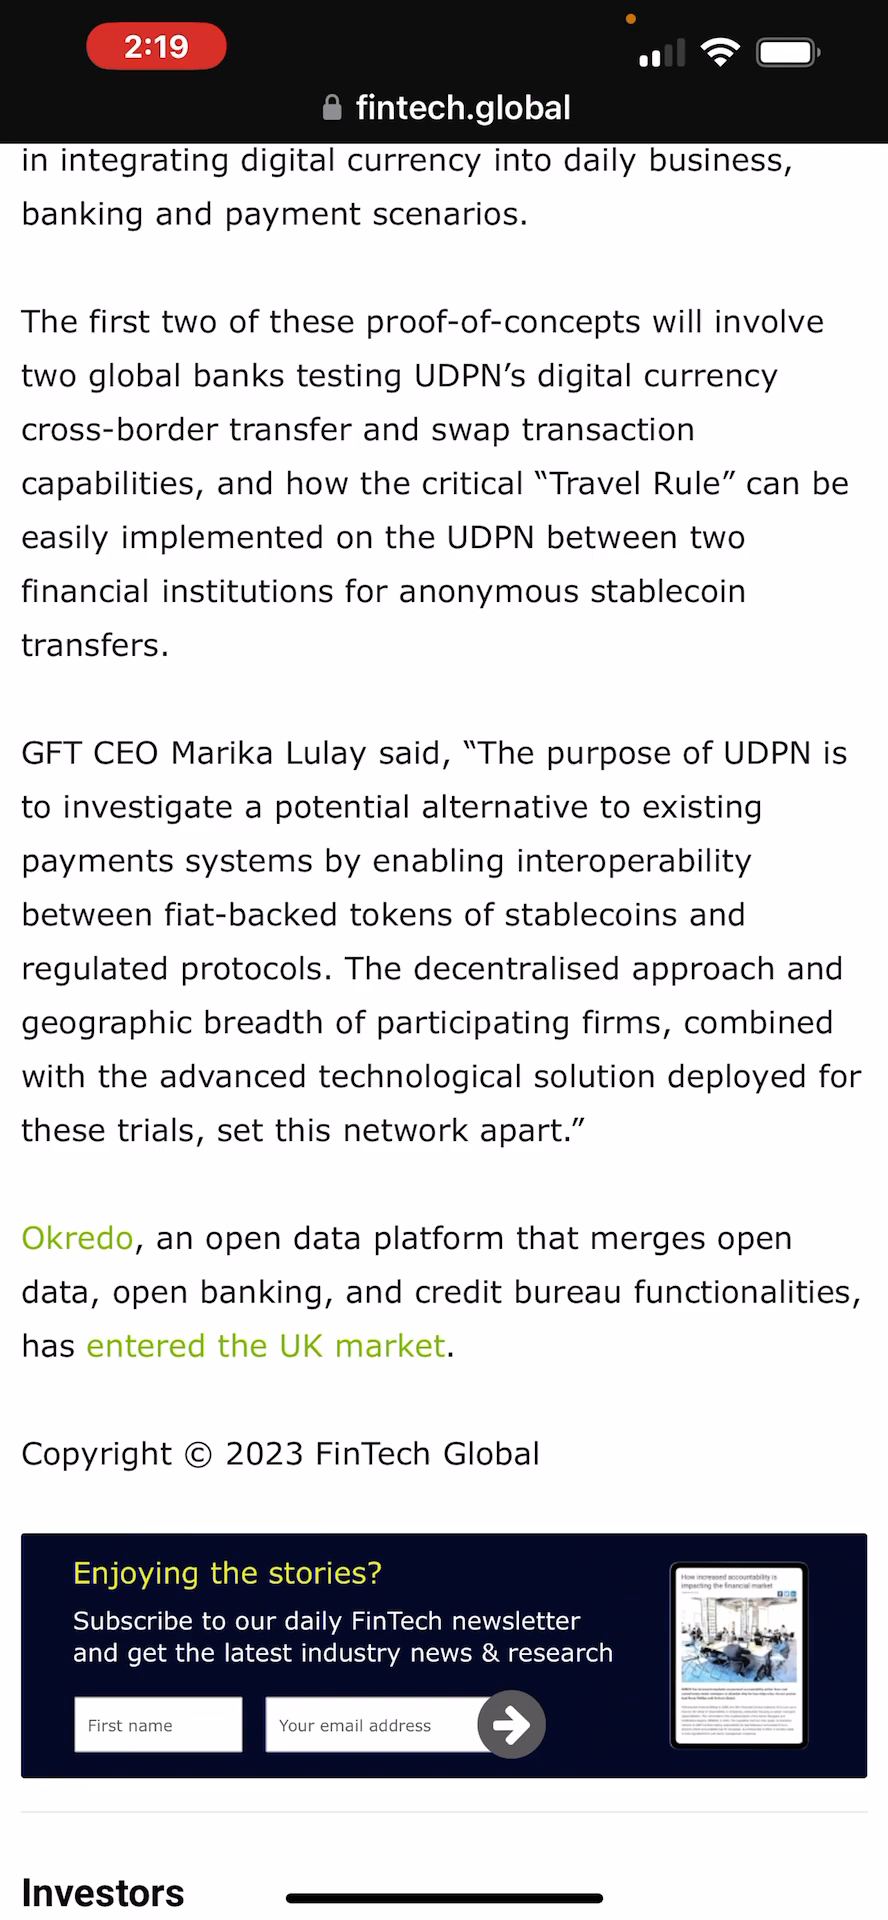 2:19
fintech.global
in integrating digital currency into daily business,
banking and payment scenarios.
The first two of these proof-of-concepts will involve
two global banks testing UDPN’s digital currency
cross-border transfer and swap transaction
capabilities, and how the critical “Travel Rule” can be
easily implemented on the UDPN between two
financial institutions for anonymous stablecoin
transfers.
GFT CEO Marika Lulay said, “The purpose of UDPN is
to investigate a potential alternative to existing
payments systems by enabling interoperability
between fiat-backed tokens of stablecoins and
regulated protocols. The decentralised approach and
geographic breadth of participating firms, combined
with the advanced technological solution deployed for
these trials, set this network apart.”
Okredo, an open data platform that merges open
data, open banking, and credit bureau functionalities,
has entered the UK market.
Copyright © 2023 FinTech Global
Enjoying the stories?
Subscribe to our daily FinTech newsletter
and get the latest industry news & research
First name
Your email address
How increased accountability is
impacting the financial market
Investors